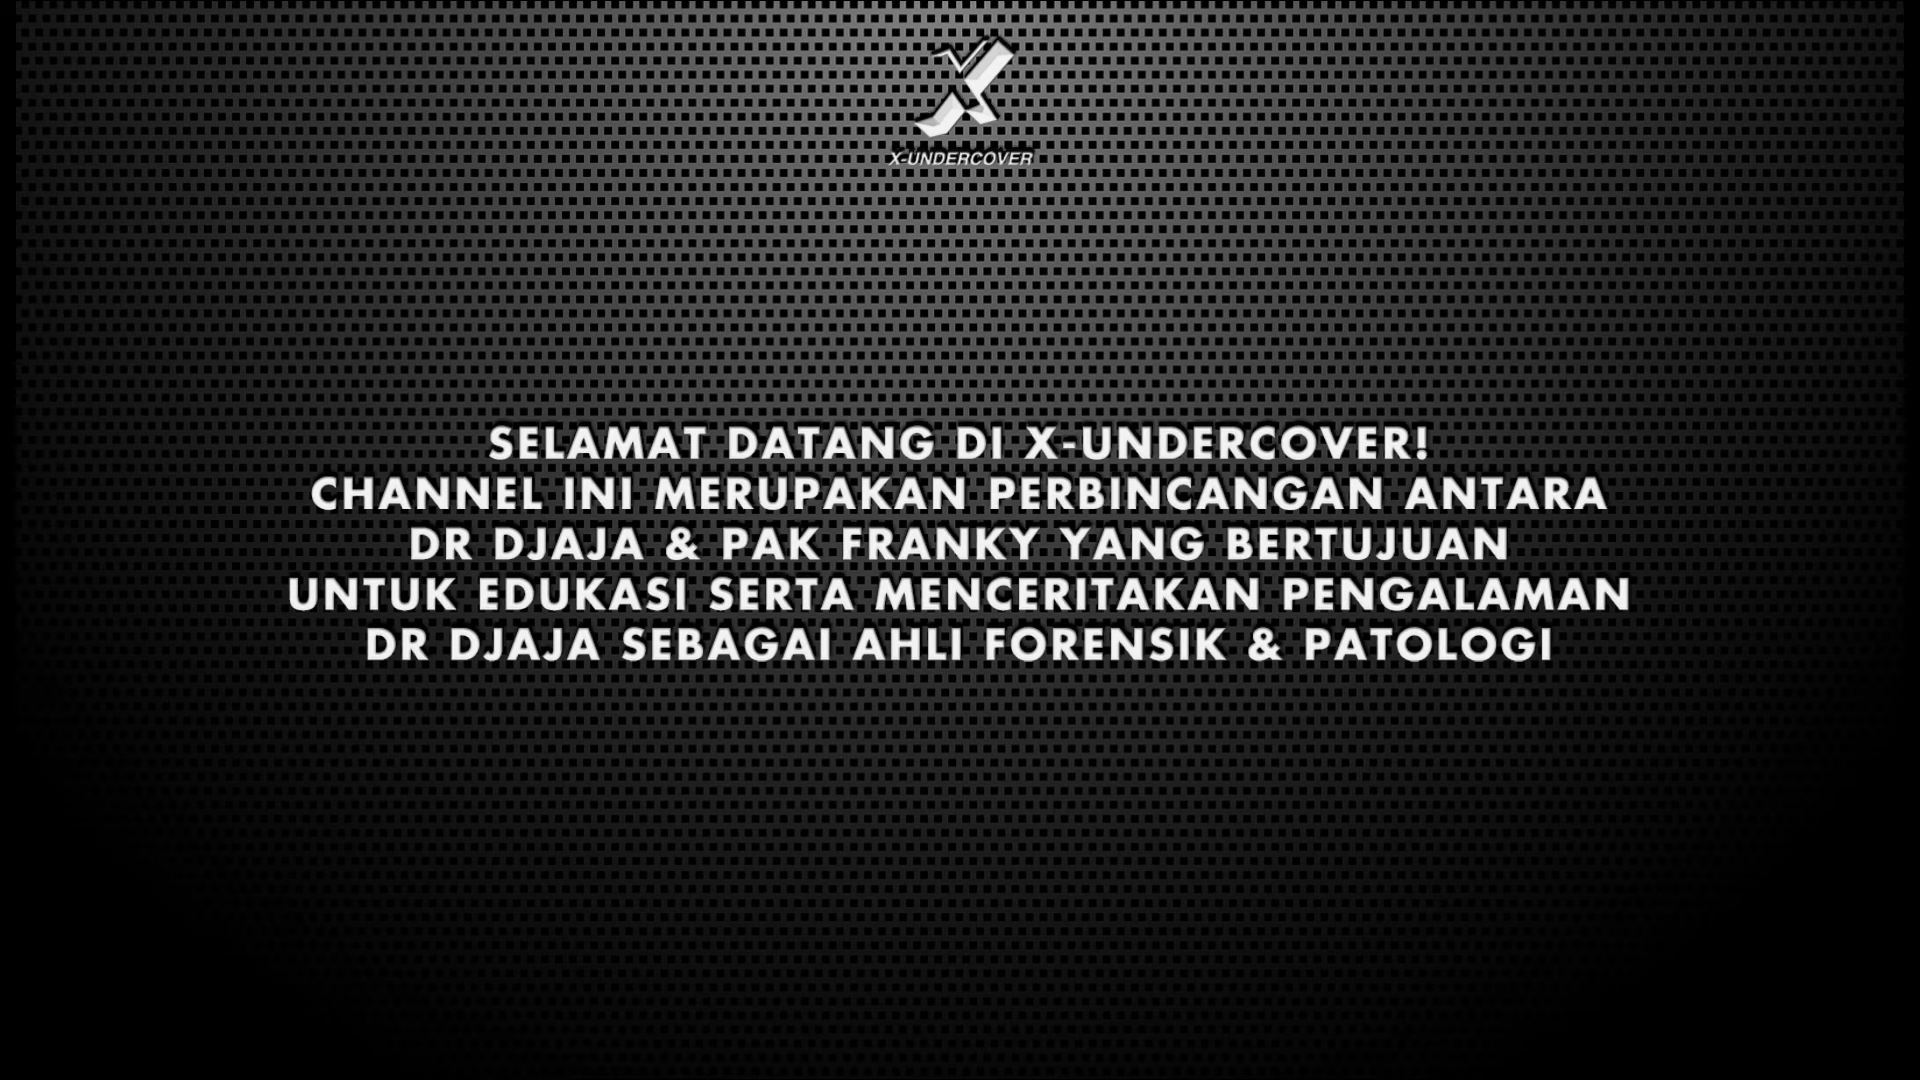 X-UNDERCOVER
SELAMAT DATANG DI X-UNDERCOVER!
CHANNEL INI MERUPAKAN PERBINCANGAN ANTARA
DR DJAJA & PAK FRANKY YANG BERTUJUAN
UNTUK EDUKASI SERTA MENCERITAKAN PENGALAMAN
DR DJAJA SEBAGAI AHLI FORENSIK & PATOLOGI